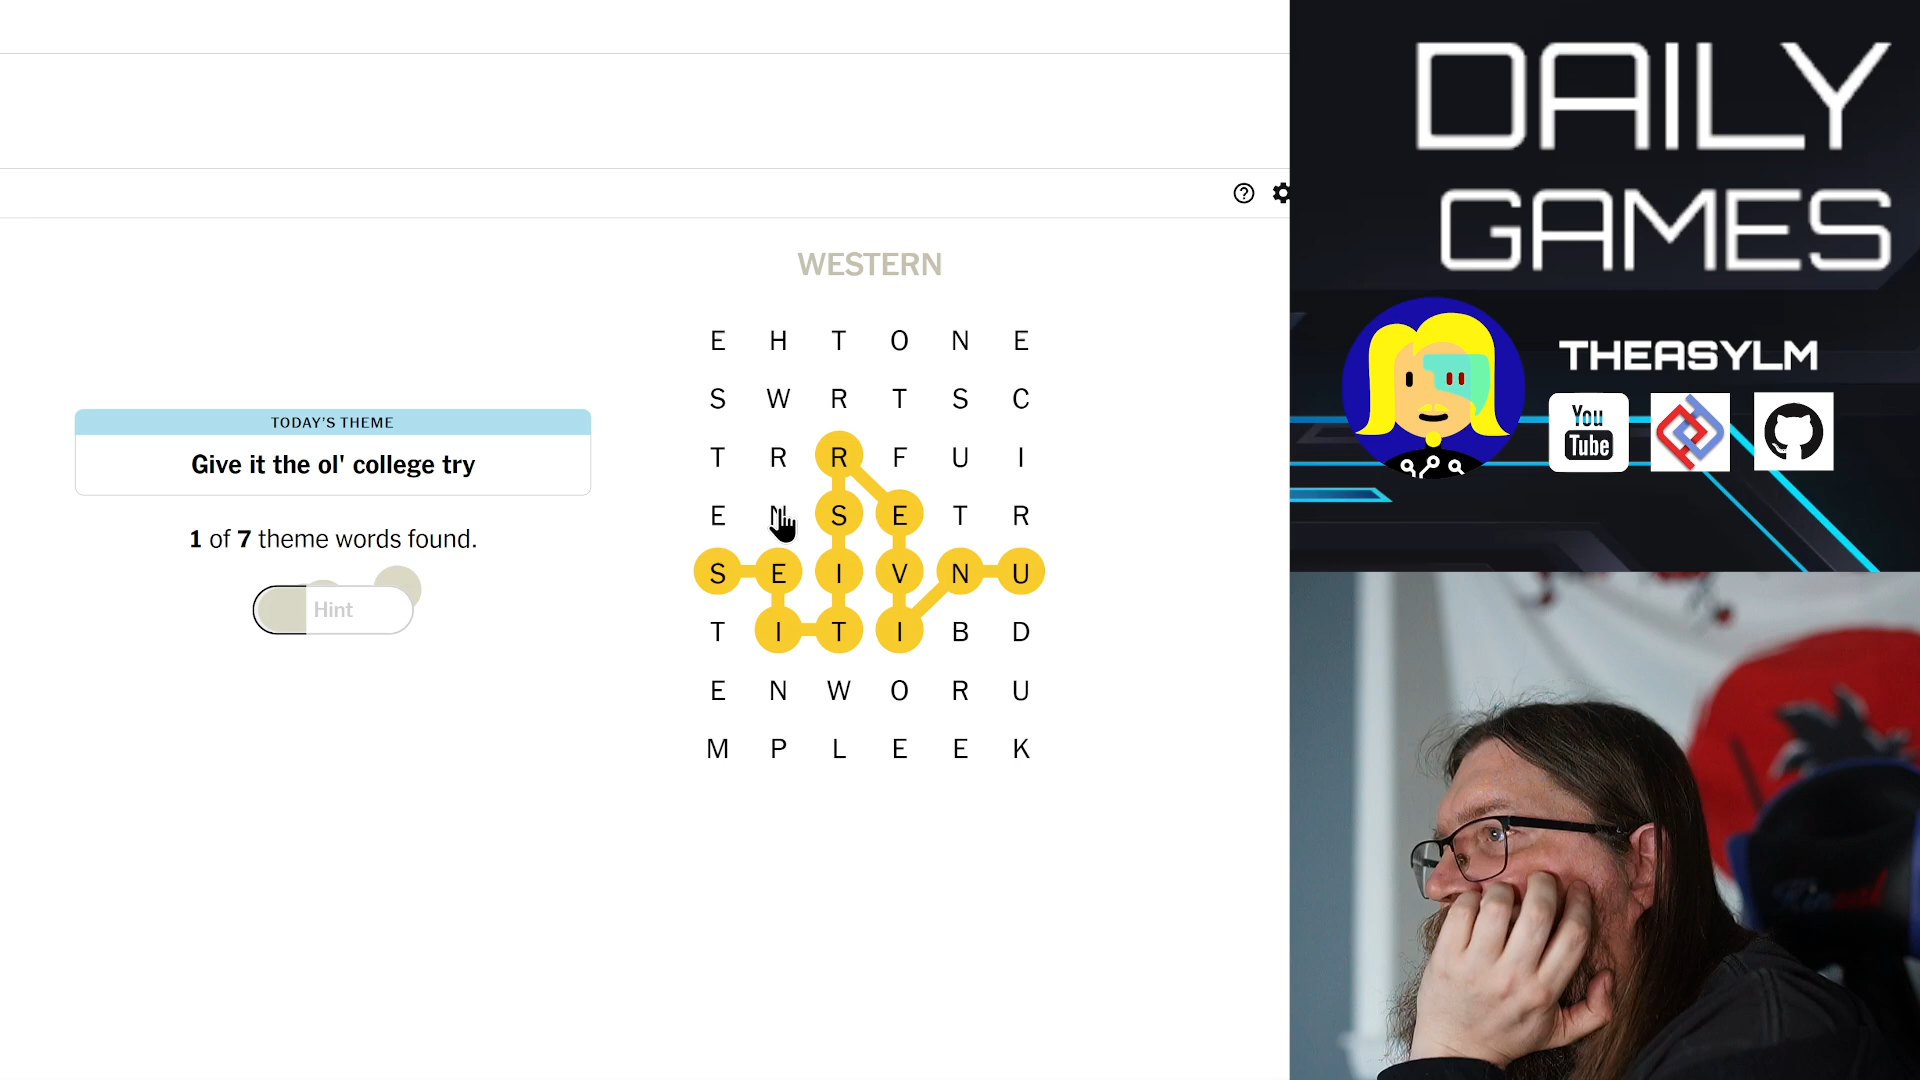 DAILY
GAMES
THEASYLM
You
Tube
WESTERN
TODAY'S THEME
Give it the ol' college try
1 of 7 theme words found.
Hint
E H T O N E
S W R T S C
T R R F U I
E N S E T R
S E I V N U
T I T I B D
E N W O R U
M P L E E K